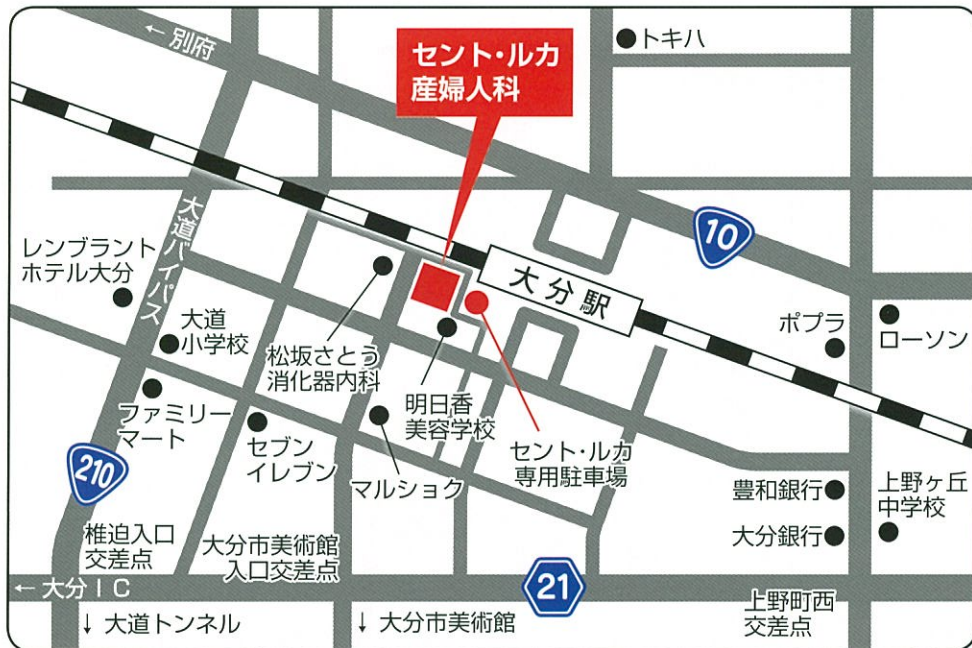 ← 別府
セント・ルカ
産婦人科
トキハ
10
大道バイパス
レンブラント
ホテル大分
大分駅
大道
小学校
松坂さとう
消化器内科
ポプラ
ローソン
ファミリー
マート
明日香
美容学校
セブン
イレブン
マルショク
セント・ルカ
専用駐車場
210
豊和銀行
上野ヶ丘
中学校
椎迫入口
交差点
大分市美術館
入口交差点
大分銀行
← 大分IC
21
上野町西
交差点
↓ 大道トンネル
↓ 大分市美術館